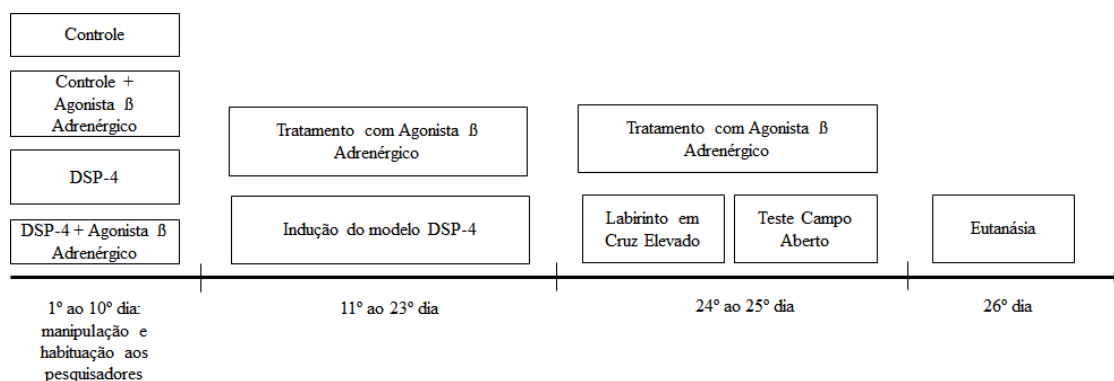 Controle
Controle +
Agonista ß
Adrenérgico
DSP-4
DSP-4 + Agonista ß
Adrenérgico
Tratamento com Agonista ß
Adrenérgico
Indução do modelo DSP-4
Tratamento com Agonista ß
Adrenérgico
Labirinto em
Cruz Elevado
Teste Campo
Aberto
Eutanásia
1º ao 10º dia:
manipulação e
habituação aos
pesquisadores
11º ao 23º dia
24º ao 25º dia
26º dia